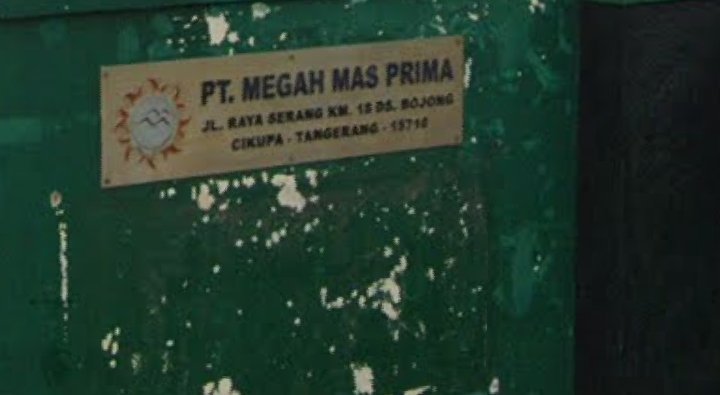 PT. MEGAH MAS PRIMA
JL. RAYA SERANG KM. 18 DS. BOJONG
CIKUPA - TANGERANG - 15710